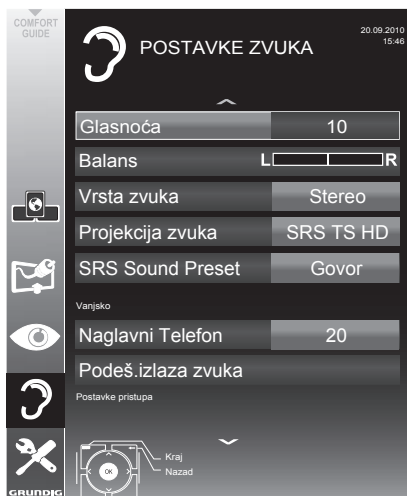 COMFORT
GUIDE
POSTAVKE ZVUKA
20.09.2010
15:46
Glasnoća 10
Balans L R
Vrsta zvuka Stereo
Projekcija zvuka SRS TS HD
SRS Sound Preset Govor
Vanjsko
Naglavni Telefon 20
Podeš.izlaza zvuka
Postavke pristupa
Kraj
OK Nazad
GRUNDIG